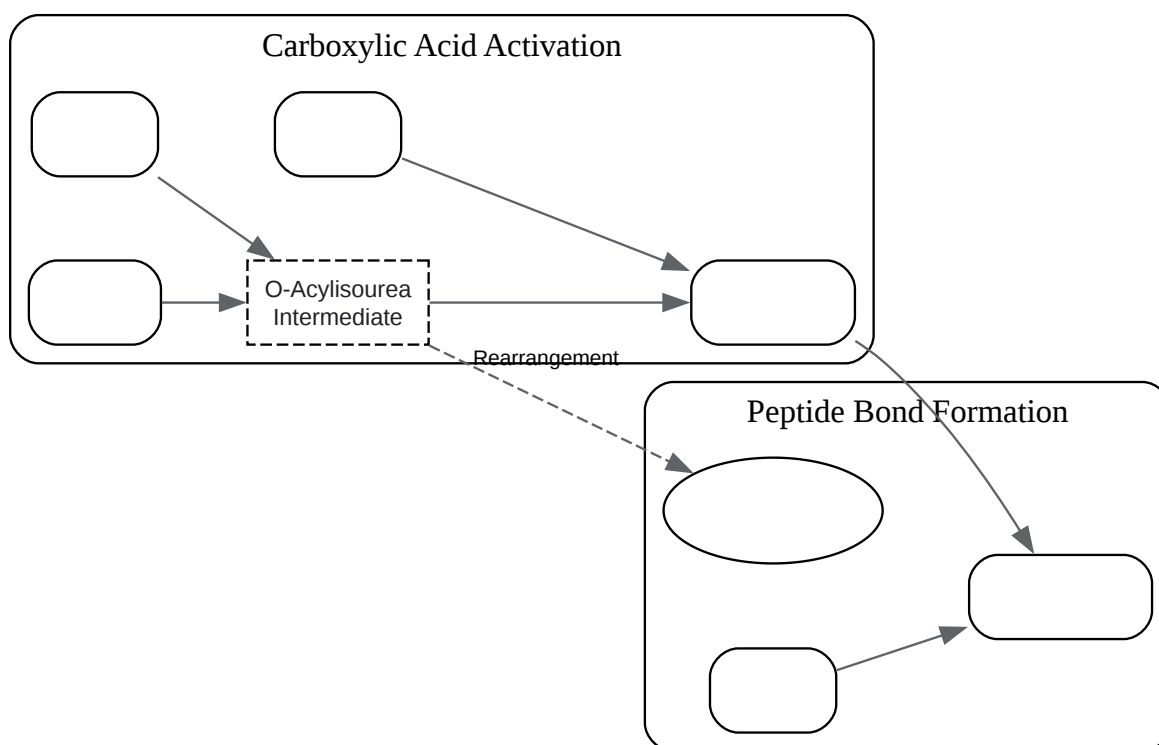 Carboxylic Acid Activation
O-Acylisourea
Intermediate
Rearrangement
Peptide Bond Formation